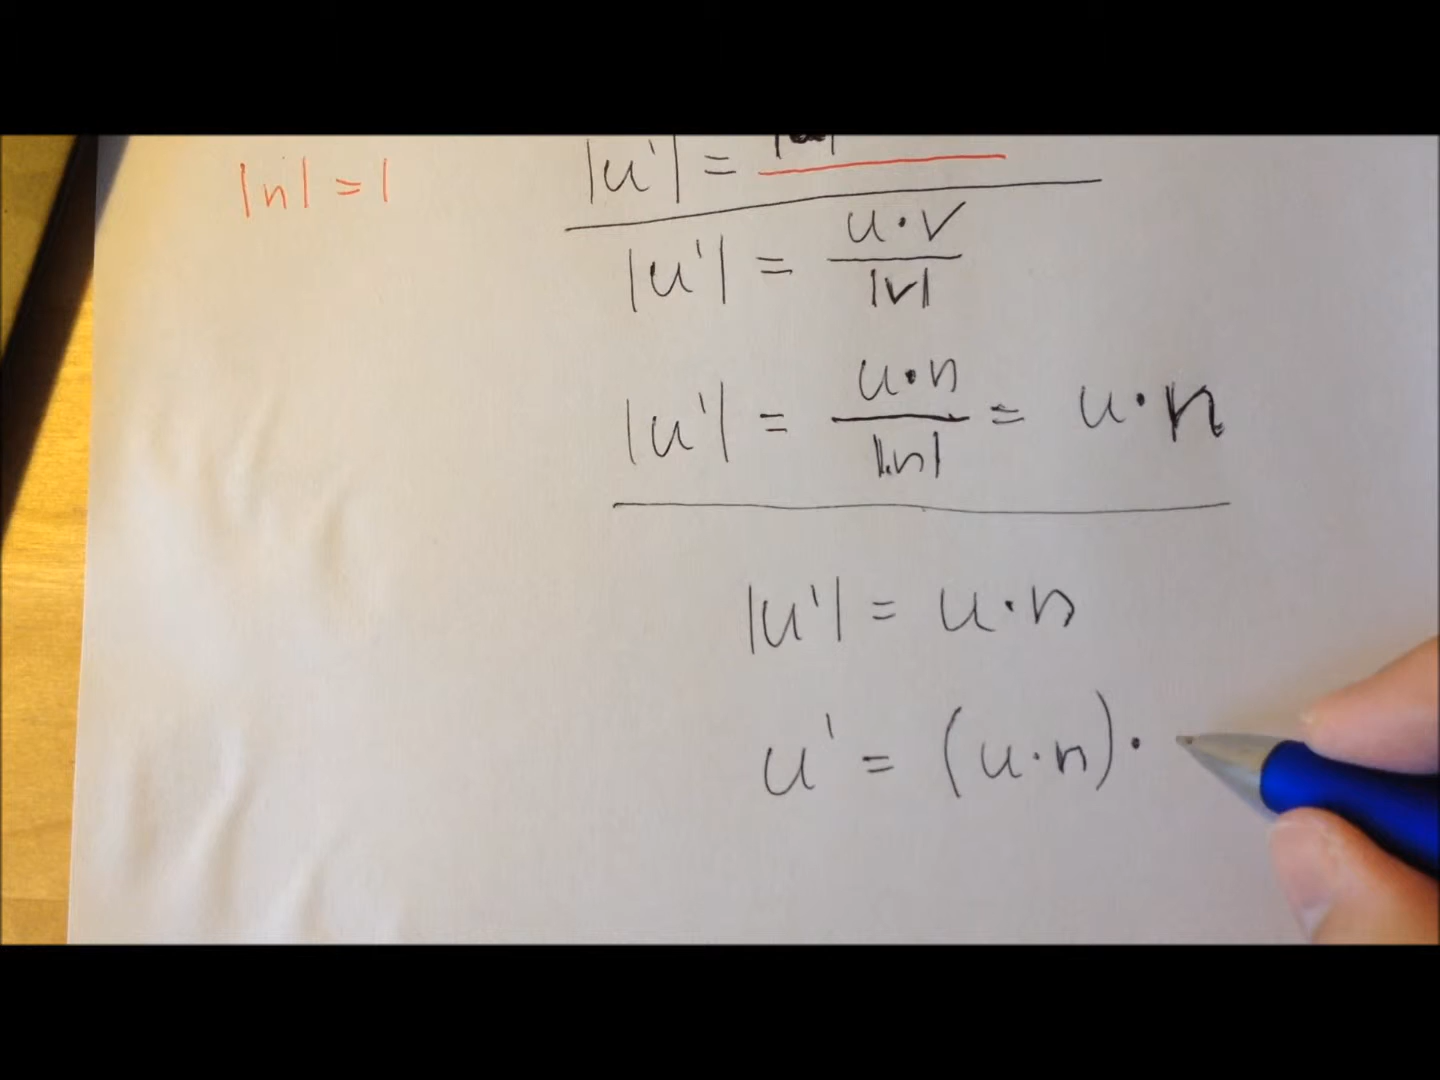 |n| = 1
|u'| =
|u'| = u·v / |v|
|u'| = u·n / |n| = u·n
|u'| = u·n
u' = (u·n)·